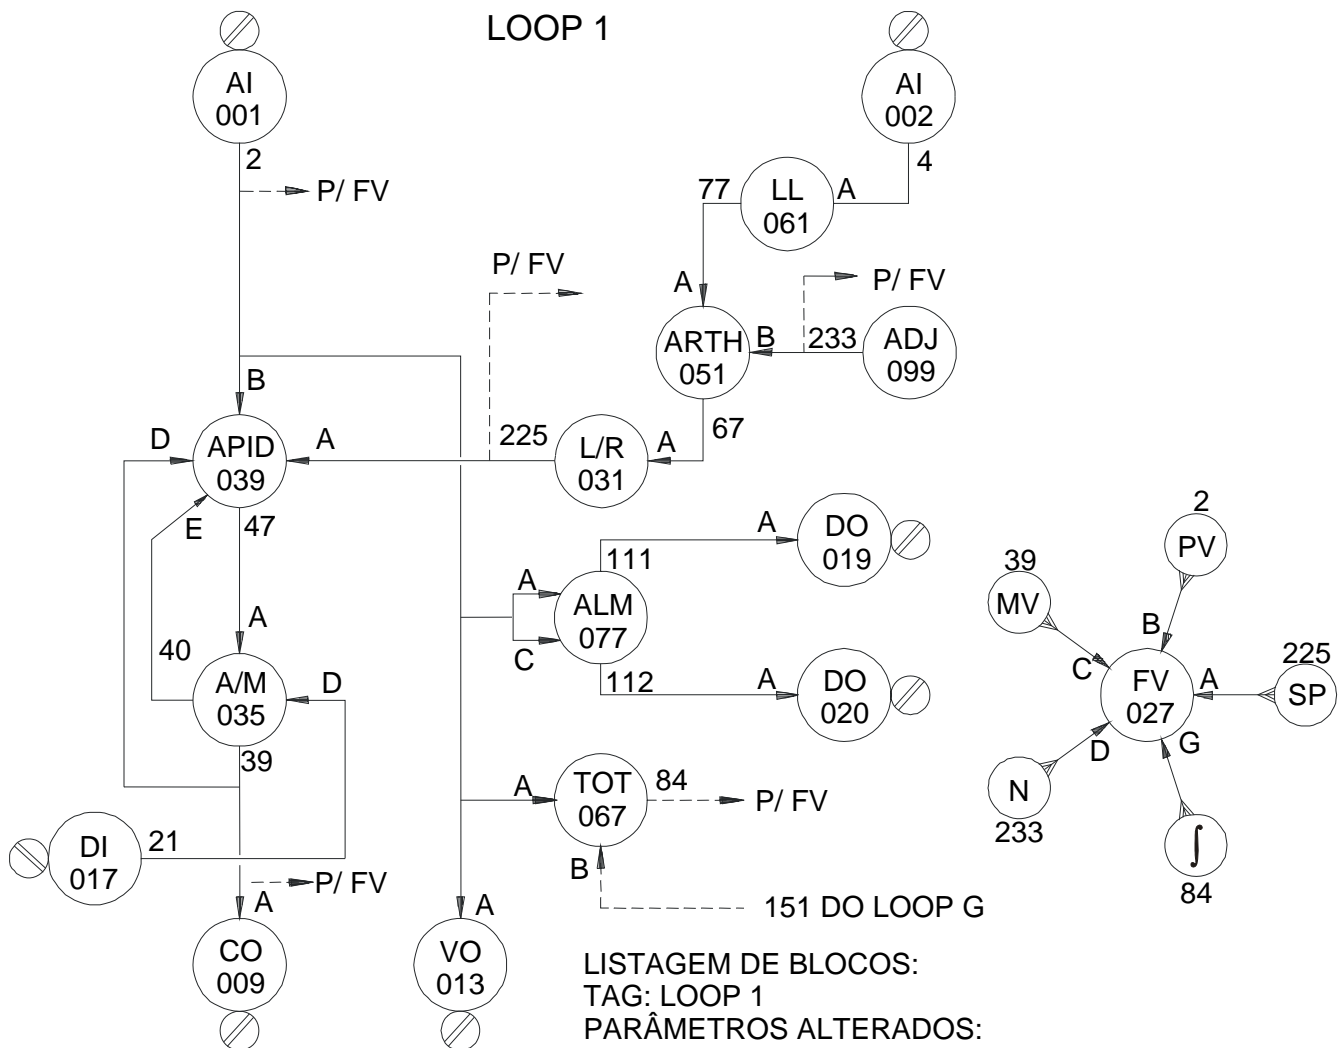 LOOP 1
AI
001
AI
002
2
P/ FV
4
77
LL
061
A
P/ FV
A
P/ FV
ARTH
051
B
233
ADJ
099
B
67
D
APID
039
A
225
L/R
031
A
E
47
A
DO
019
2
PV
111
39
MV
A
ALM
077
C
B
40
A
A/M
035
D
112
A
DO
020
C
FV
027
A
225
SP
D
G
39
A
TOT
067
84
P/ FV
N
233
DI
017
21
B
∫
84
P/ FV
A
A
151 DO LOOP G
CO
009
VO
013
LISTAGEM DE BLOCOS:
TAG: LOOP 1
PARÂMETROS ALTERADOS: